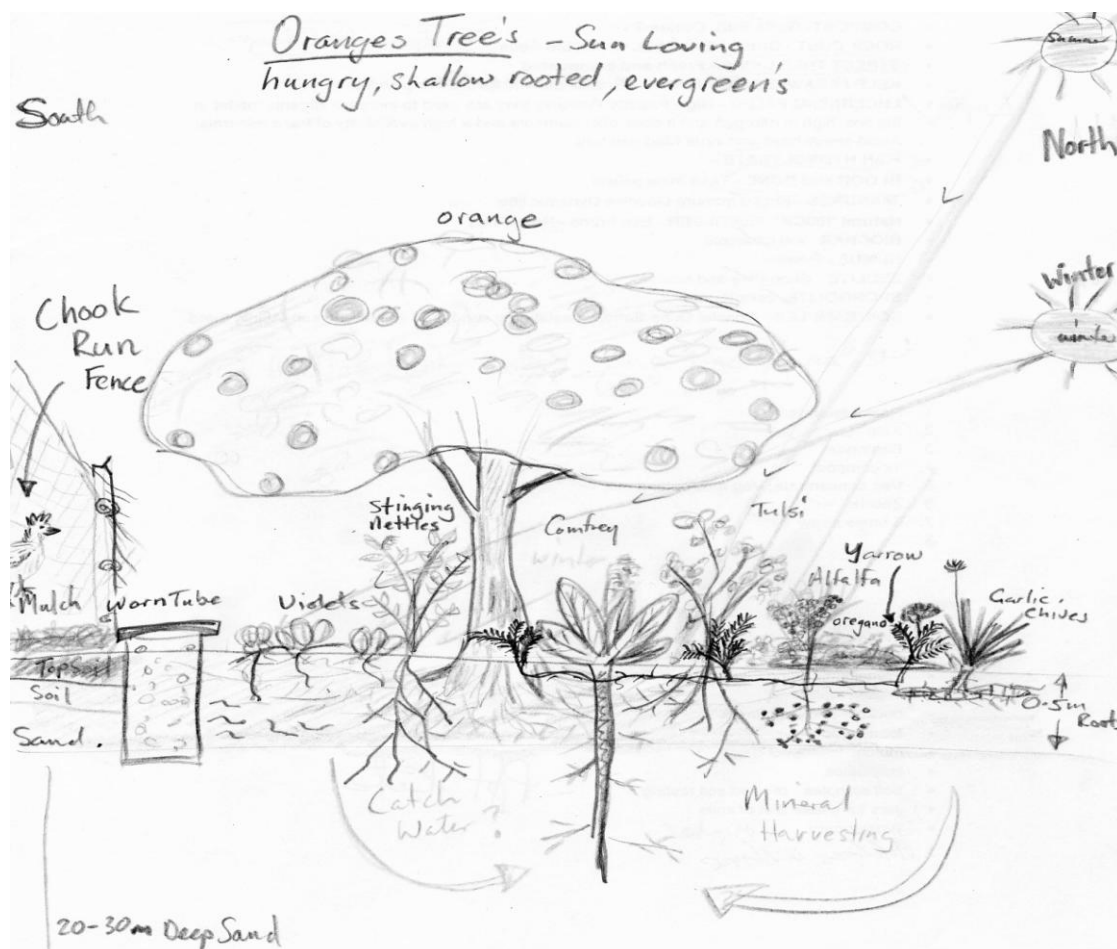 Oranges Tree's - Sun Loving
hungry, shallow rooted, evergreen's
South
Summer
North
orange
Winter
winter
Chook
Run
Fence
Stinging
Nettles
Comfrey
Tulsi
Winter
Yarrow
Alfalfa
Mulch
Worm Tube
Violets
oregano
Garlic
chives
TopSoil
Soil
Sand.
0.5m
Root
Catch
Water?
Mineral
Harvesting
20-30m Deep Sand